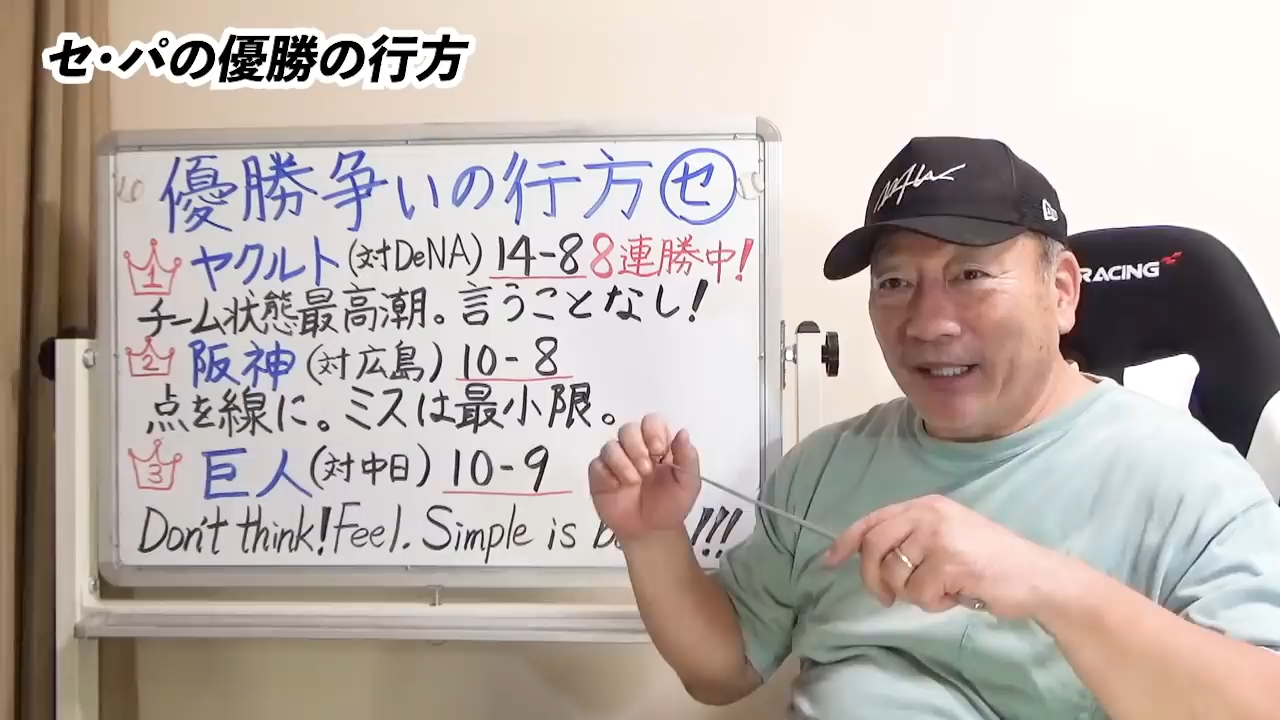 セ・パの優勝の行方
優勝争いの行方 セ
1 ヤクルト (対DeNA) 14-8 8連勝中!
チーム状態最高潮。言うことなし!
2 阪神 (対広島) 10-8
点を線に。ミスは最小限。
3 巨人 (対中日) 10-9
Don't think! Feel. Simple is !!!
RACING